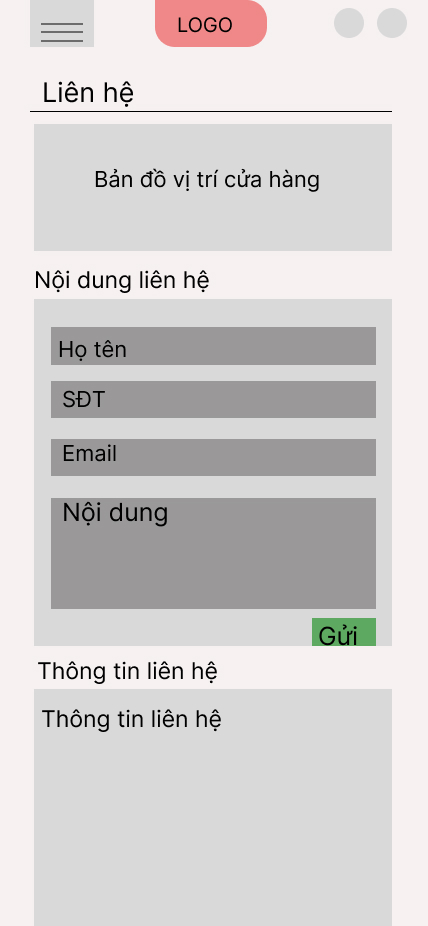 LOGO
Liên hệ
Bản đồ vị trí cửa hàng
Nội dung liên hệ
Họ tên
SĐT
Email
Nội dung
Gửi
Thông tin liên hệ
Thông tin liên hệ